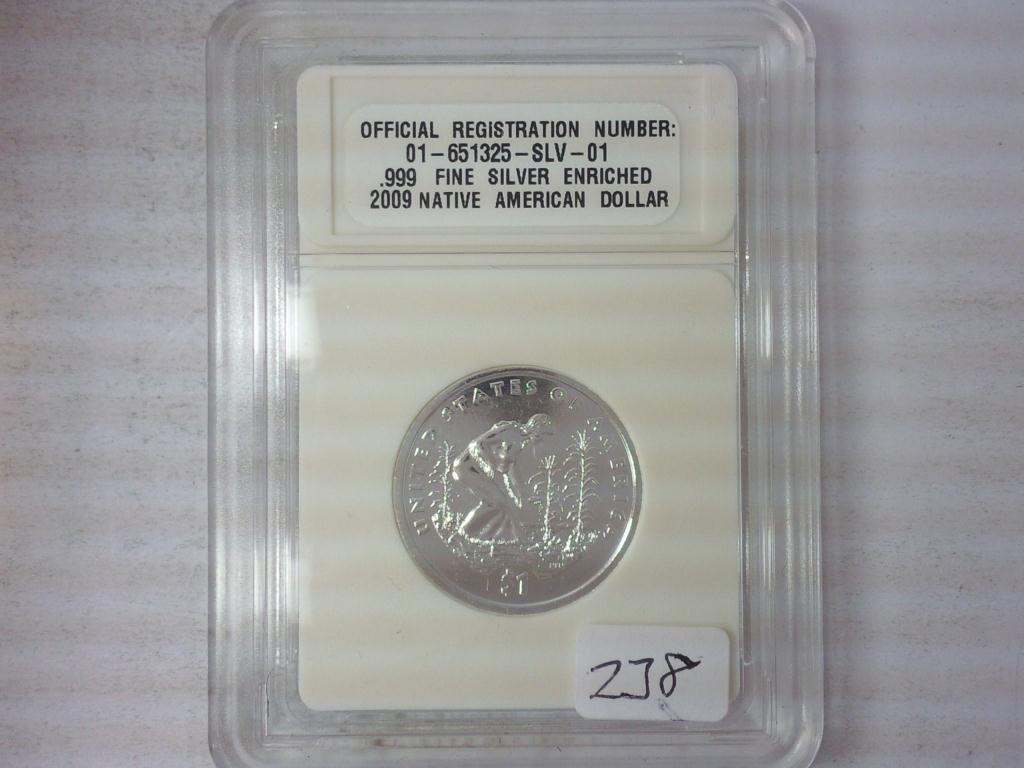 OFFICIAL REGISTRATION NUMBER:
01-651325-SLV-01
.999 FINE SILVER ENRICHED
2009 NATIVE AMERICAN DOLLAR
UNITED STATES OF AMERICA
$1
238